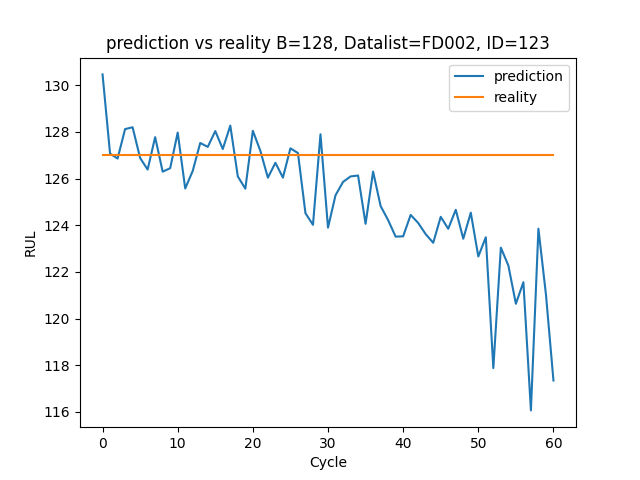 prediction vs reality B=128, Datalist=FD002, ID=123
prediction
reality
130
128
126
124
122
120
118
116
RUL
0 10 20 30 40 50 60
Cycle